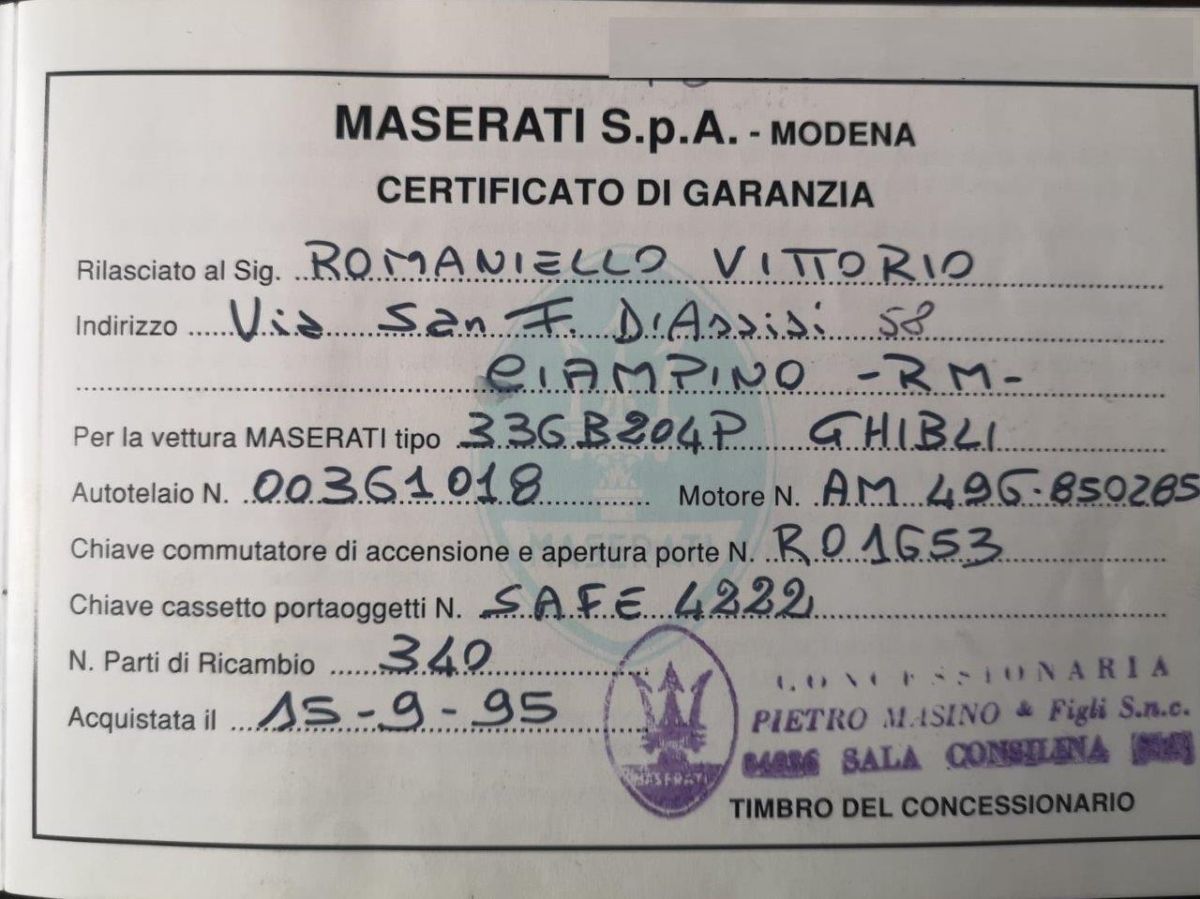 MASERATI S.p.A. - MODENA
CERTIFICATO DI GARANZIA
Rilasciato al Sig. ROMANIELLO VITTORIO
Indirizzo Via San F. D'Assisi 58
CIAMPINO -RM-
Per la vettura MASERATI tipo 336B204P GHIBLI
Autotelaio N. 00361018 Motore N. AM 496.850285
Chiave commutatore di accensione e apertura porte N. R01653
Chiave cassetto portaoggetti N. SAFE 4222
N. Parti di Ricambio 340
Acquistata il 15-9-95
MASERATI
MASERATI
CONCESSIONARIA
PIETRO MASINO & Figli S.n.c.
84036 SALA CONSILINA
TIMBRO DEL CONCESSIONARIO